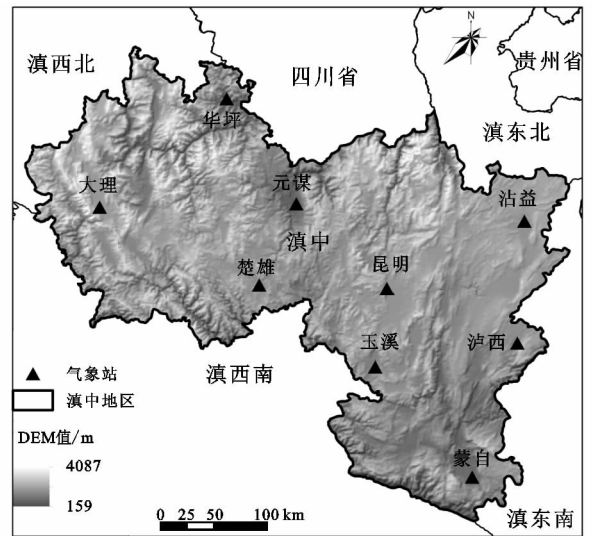 N
滇西北
四川省
贵州省
滇东北
华坪
大理
元谋
沾益
滇中
楚雄
昆明
玉溪
泸西
滇西南
气象站
滇中地区
DEM值/m
4087
159
蒙自
0 25 50 100 km
滇东南